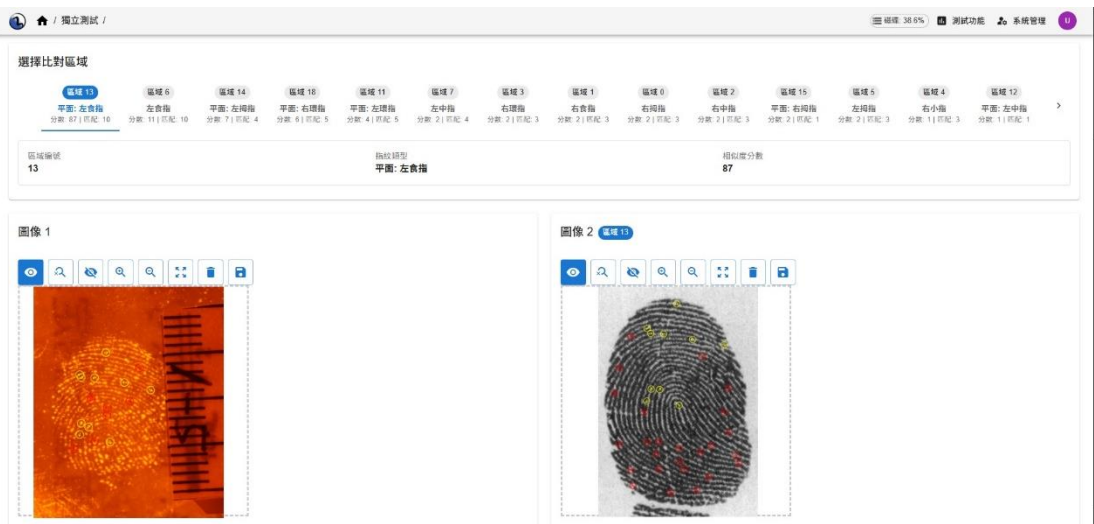 / 獨立測試 /
磁碟: 38.6%
測試功能
系統管理
U
選擇比對區域
區域 13 區域 6 區域 14 區域 18 區域 11 區域 7 區域 3 區域 1 區域 0 區域 2 區域 15 區域 5 區域 4 區域 12
平面: 左食指 左食指 平面: 左拇指 平面: 右環指 平面: 左環指 左中指 右環指 右食指 右拇指 右中指 平面: 右拇指 左拇指 右小指 平面: 左中指
分數: 87 | 匹配: 10 分數: 11 | 匹配: 10 分數: 7 | 匹配: 4 分數: 6 | 匹配: 5 分數: 4 | 匹配: 5 分數: 2 | 匹配: 4 分數: 2 | 匹配: 3 分數: 2 | 匹配: 3 分數: 2 | 匹配: 3 分數: 2 | 匹配: 3 分數: 2 | 匹配: 1 分數: 2 | 匹配: 3 分數: 1 | 匹配: 3 分數: 1 | 匹配: 1
區域編號 指紋類型 相似度分數
13 平面: 左食指 87
圖像 1
圖像 2 區域 13